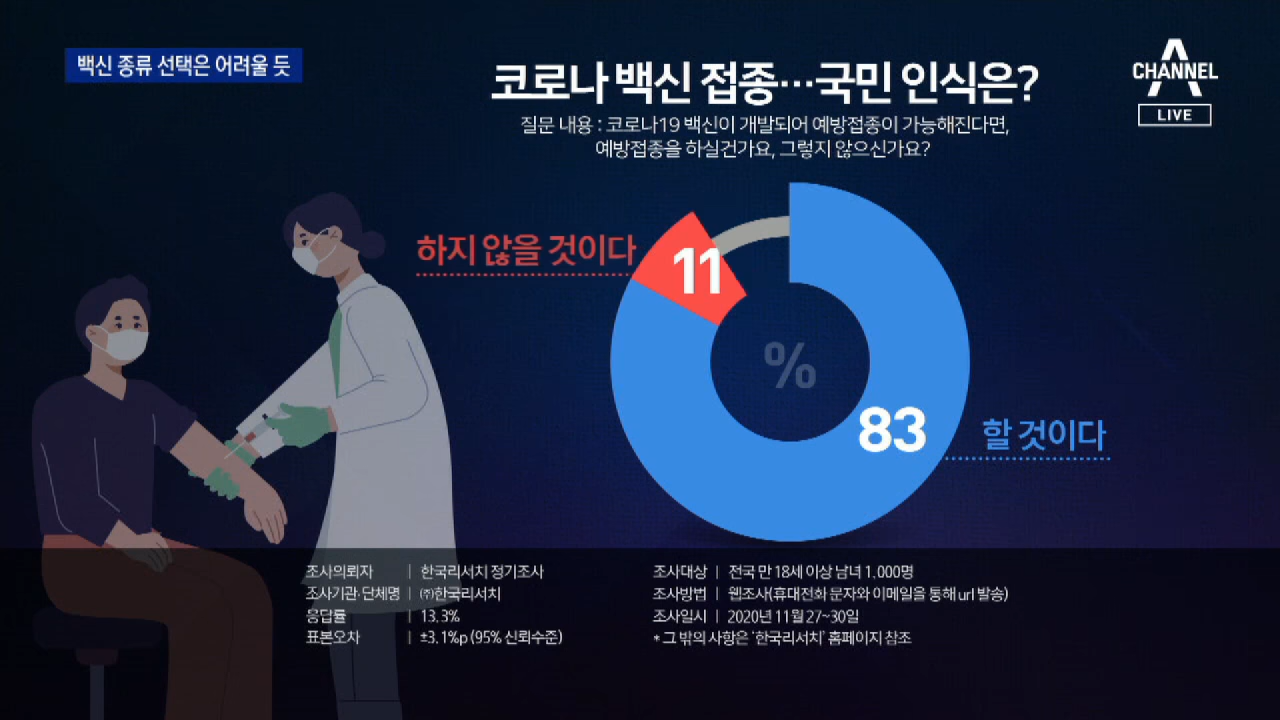 백신 종류 선택은 어려울 듯
코로나 백신 접종…국민 인식은?
CHANNEL A
LIVE
질문 내용 : 코로나19 백신이 개발되어 예방접종이 가능해진다면,
예방접종을 하실건가요, 그렇지 않으신가요?
하지 않을 것이다
11
%
83
할 것이다
조사의뢰자 | 한국리서치 정기조사
조사기관·단체명 | ㈜한국리서치
응답률 | 13.3%
표본오차 | ±3.1%p (95% 신뢰수준)
조사대상 | 전국 만 18세 이상 남녀 1,000명
조사방법 | 웹조사(휴대전화 문자와 이메일을 통해 url 발송)
조사일시 | 2020년 11월 27~30일
* 그 밖의 사항은 '한국리서치' 홈페이지 참조